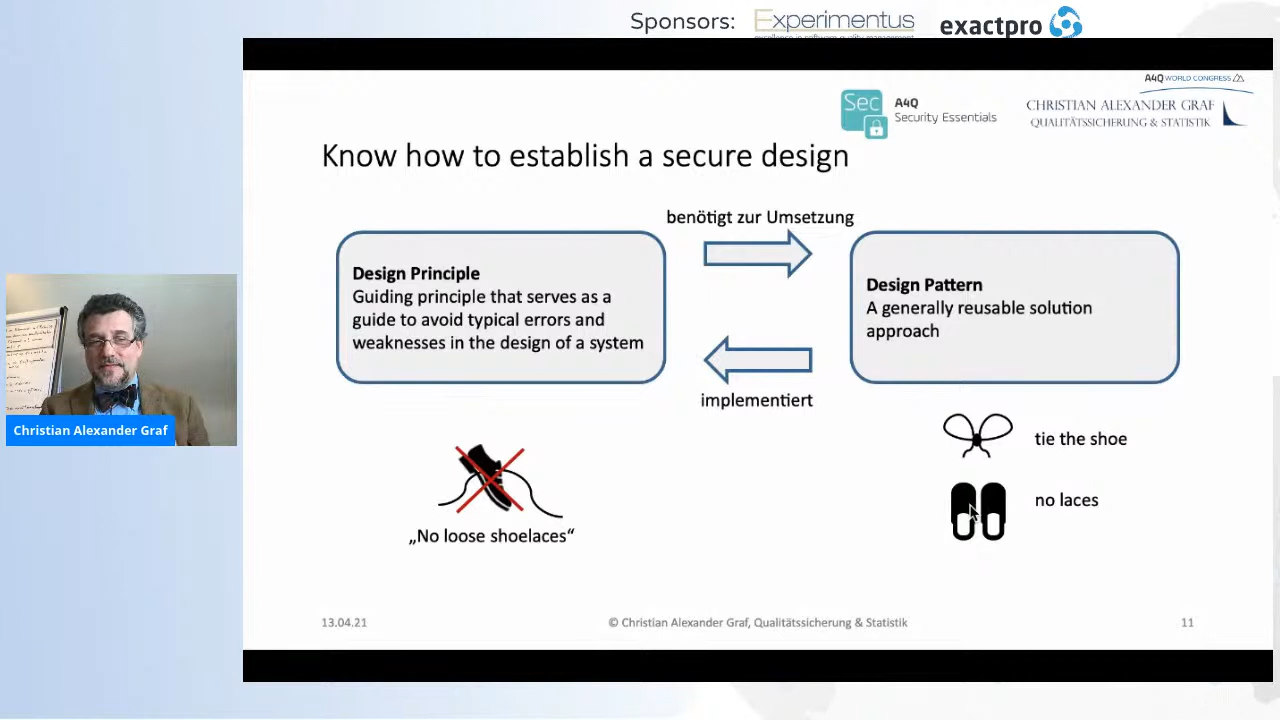 Sponsors:
Experimentus
exactpro
A4Q WORLD CONGRESS
Sec
A4Q
Security Essentials
CHRISTIAN ALEXANDER GRAF
QUALITÄTSSICHERUNG & STATISTIK
Know how to establish a secure design
benötigt zur Umsetzung
Design Principle
Guiding principle that serves as a
guide to avoid typical errors and
weaknesses in the design of a system
Design Pattern
A generally reusable solution
approach
implementiert
Christian Alexander Graf
tie the shoe
no laces
„No loose shoelaces“
13.04.21
© Christian Alexander Graf, Qualitätssicherung & Statistik
11